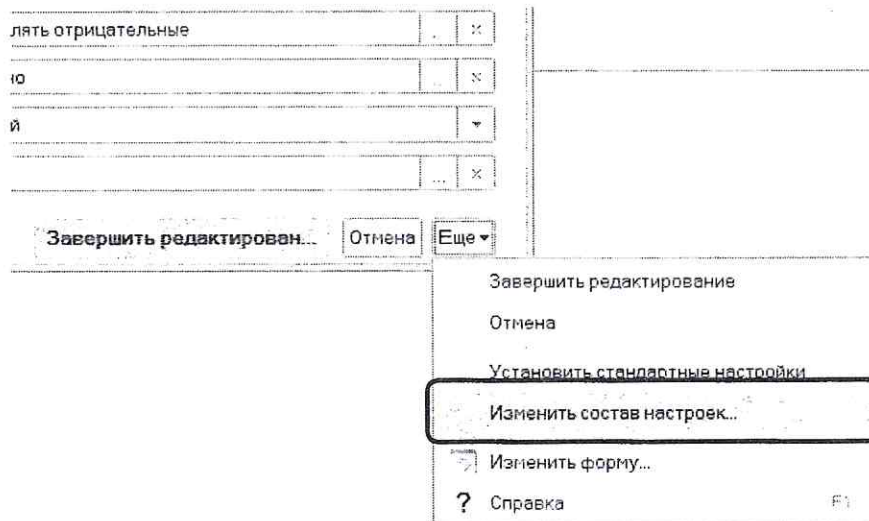 лять отрицательные
но
й
Завершить редактирован...
Отмена
Еще
Завершить редактирование
Отмена
Установить стандартные настройки
Изменить состав настроек...
Изменить форму...
? Справка
F1